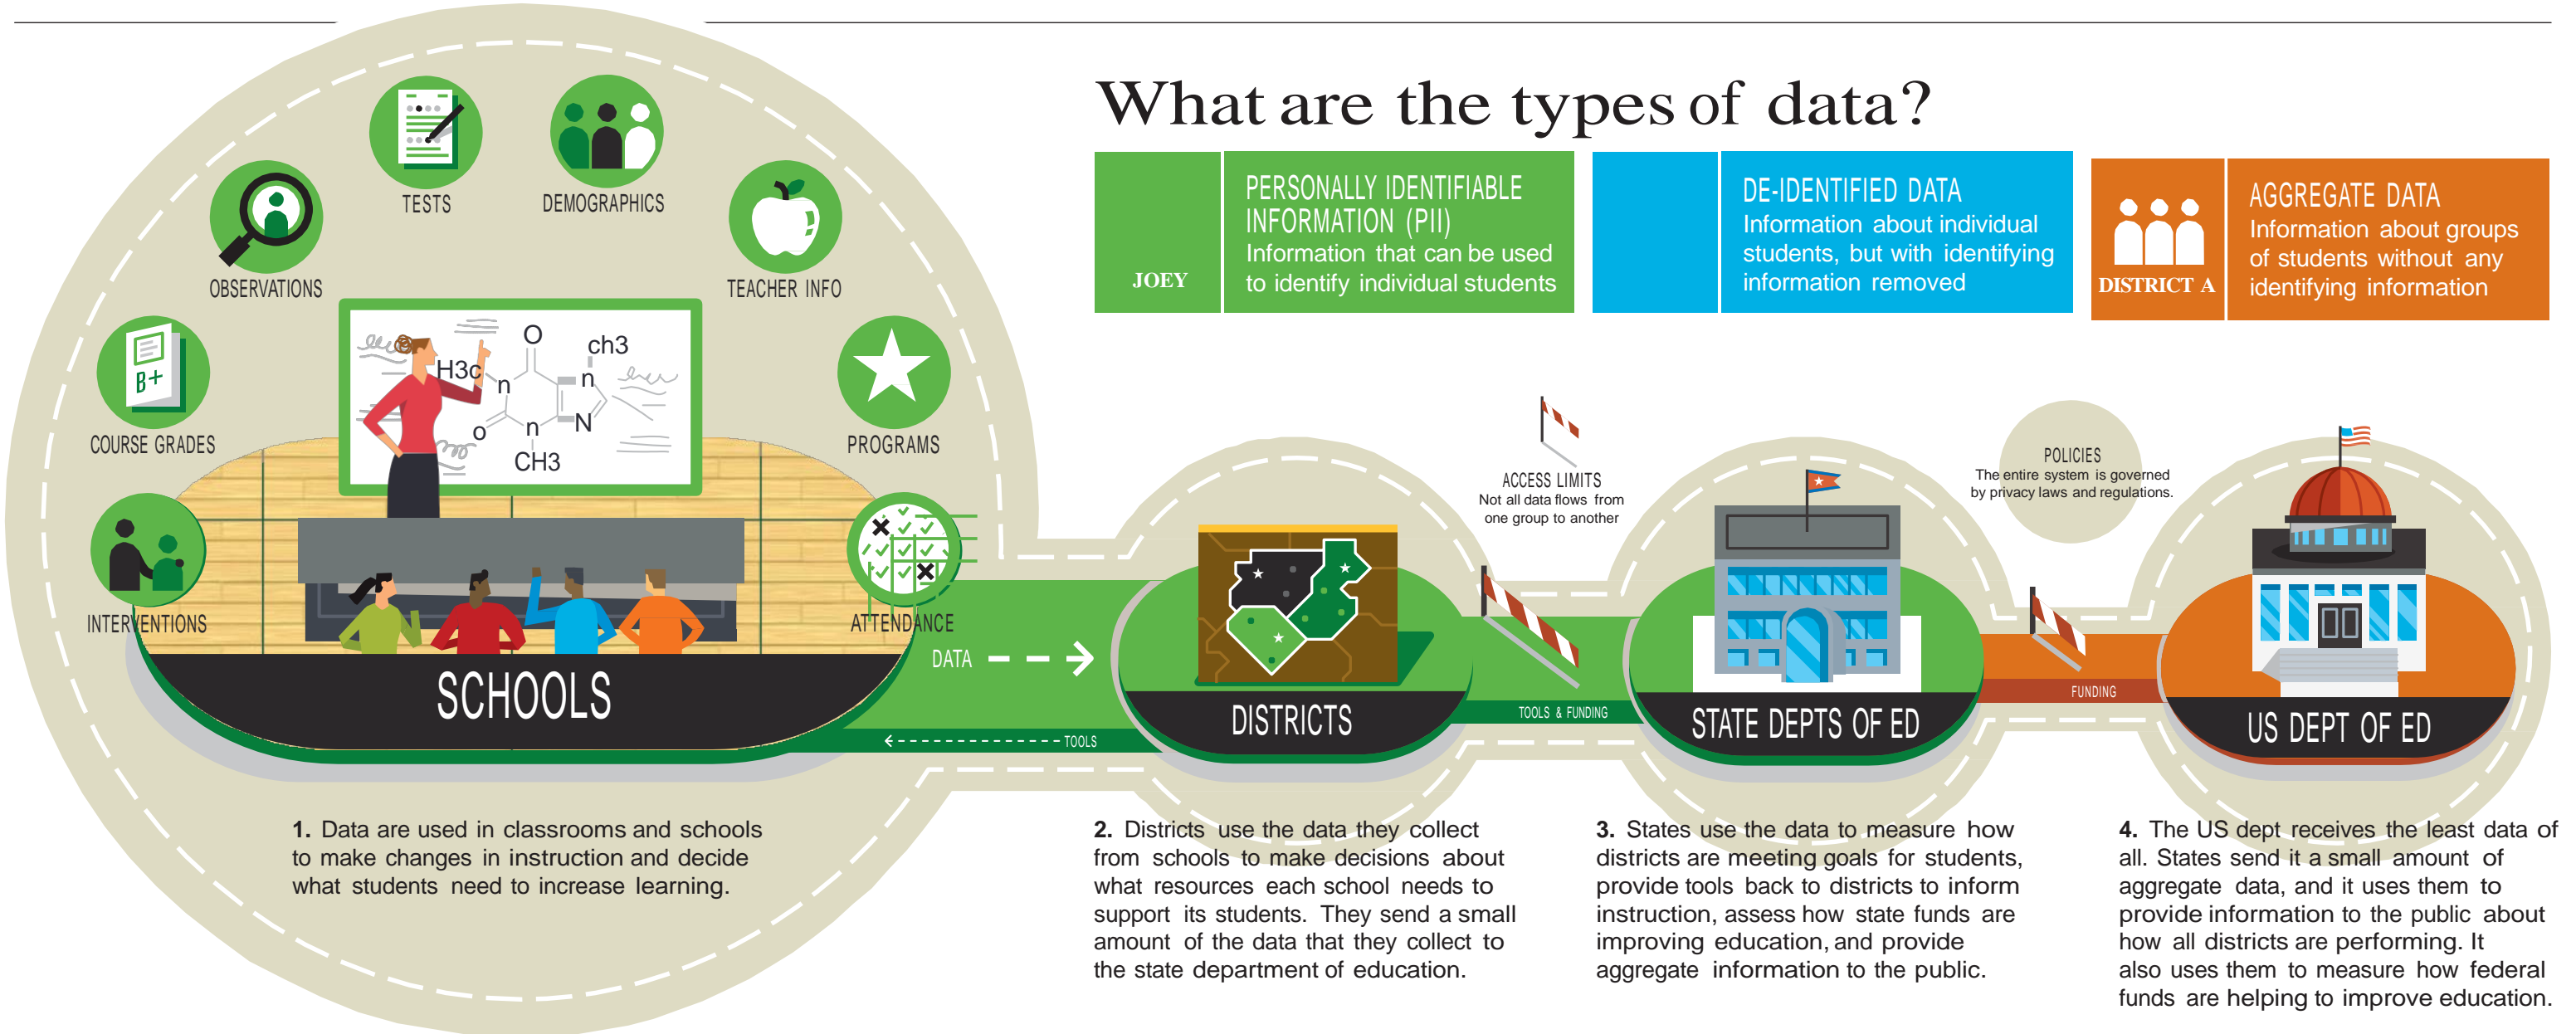 What are the types of data?
PERSONALLY IDENTIFIABLE
INFORMATION (PII)
Information that can be used
to identify individual students
JOEY
DE-IDENTIFIED DATA
Information about individual
students, but with identifying
information removed
AGGREGATE DATA
Information about groups
of students without any
identifying information
DISTRICT A
TESTS
DEMOGRAPHICS
OBSERVATIONS
TEACHER INFO
COURSE GRADES
B+
PROGRAMS
INTERVENTIONS
ATTENDANCE
O
ch3
H3c
n
n
o
n
N
CH3
SCHOOLS
DATA
TOOLS
DISTRICTS
ACCESS LIMITS
Not all data flows from
one group to another
TOOLS & FUNDING
STATE DEPTS OF ED
POLICIES
The entire system is governed
by privacy laws and regulations.
FUNDING
US DEPT OF ED
1. Data are used in classrooms and schools
to make changes in instruction and decide
what students need to increase learning.
2. Districts use the data they collect
from schools to make decisions about
what resources each school needs to
support its students. They send a small
amount of the data that they collect to
the state department of education.
3. States use the data to measure how
districts are meeting goals for students,
provide tools back to districts to inform
instruction, assess how state funds are
improving education, and provide
aggregate information to the public.
4. The US dept receives the least data of
all. States send it a small amount of
aggregate data, and it uses them to
provide information to the public about
how all districts are performing. It
also uses them to measure how federal
funds are helping to improve education.